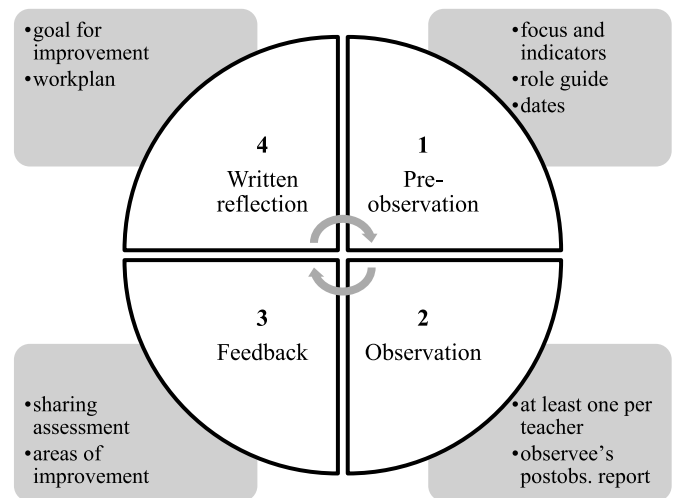 •goal for
improvement
•workplan
•focus and
indicators
•role guide
•dates
4
Written
reflection
1
Pre-
observation
3
Feedback
2
Observation
•sharing
assessment
•areas of
improvement
•at least one per
teacher
•observee’s
postobs. report